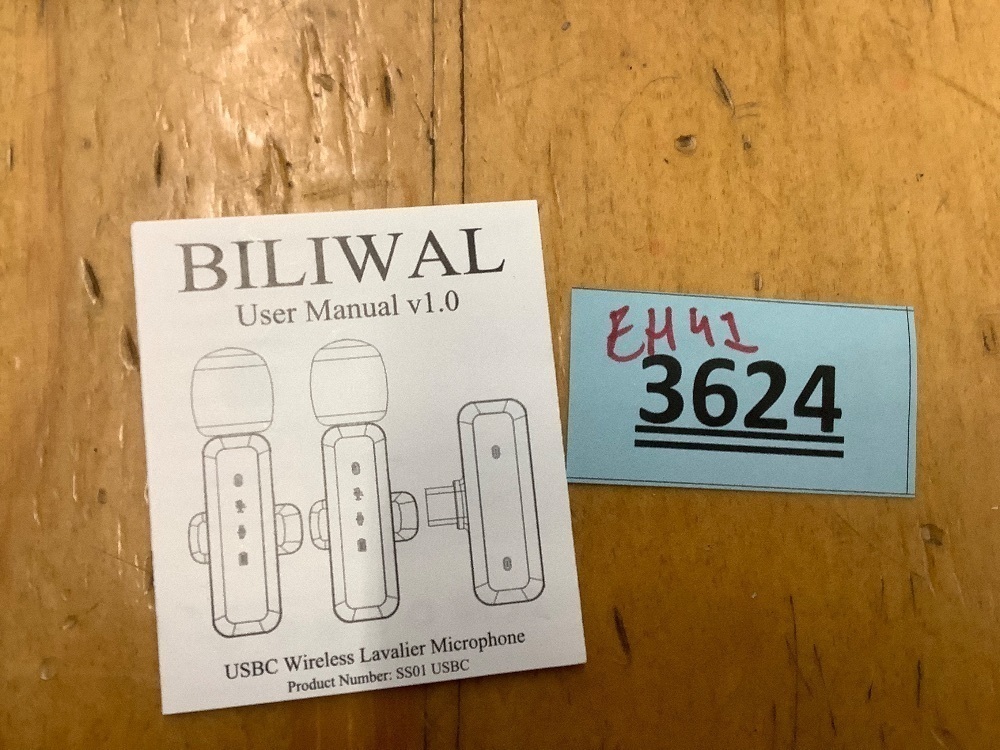 BILIWAL
User Manual v1.0
USBC Wireless Lavalier Microphone
Product Number: SS01 USBC
EH41
3624